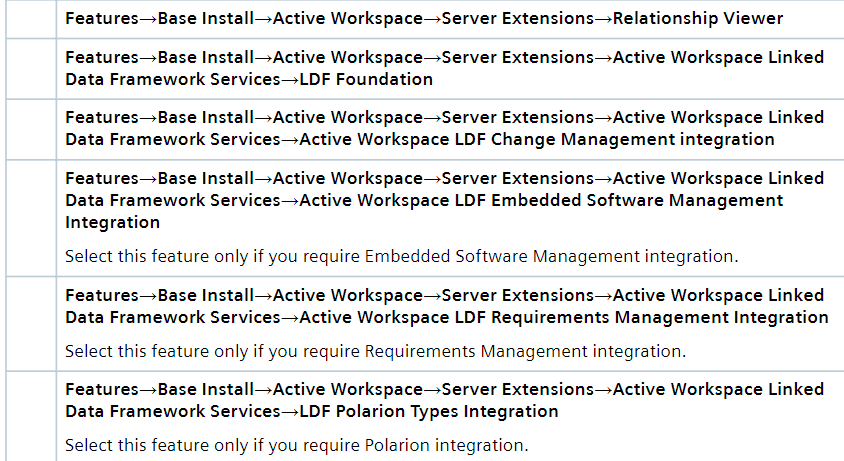 Features→Base Install→Active Workspace→Server Extensions→Relationship Viewer
Features→Base Install→Active Workspace→Server Extensions→Active Workspace Linked
Data Framework Services→LDF Foundation
Features→Base Install→Active Workspace→Server Extensions→Active Workspace Linked
Data Framework Services→Active Workspace LDF Change Management integration
Features→Base Install→Active Workspace→Server Extensions→Active Workspace Linked
Data Framework Services→Active Workspace LDF Embedded Software Management
Integration
Select this feature only if you require Embedded Software Management integration.
Features→Base Install→Active Workspace→Server Extensions→Active Workspace Linked
Data Framework Services→Active Workspace LDF Requirements Management Integration
Select this feature only if you require Requirements Management integration.
Features→Base Install→Active Workspace→Server Extensions→Active Workspace Linked
Data Framework Services→LDF Polarion Types Integration
Select this feature only if you require Polarion integration.